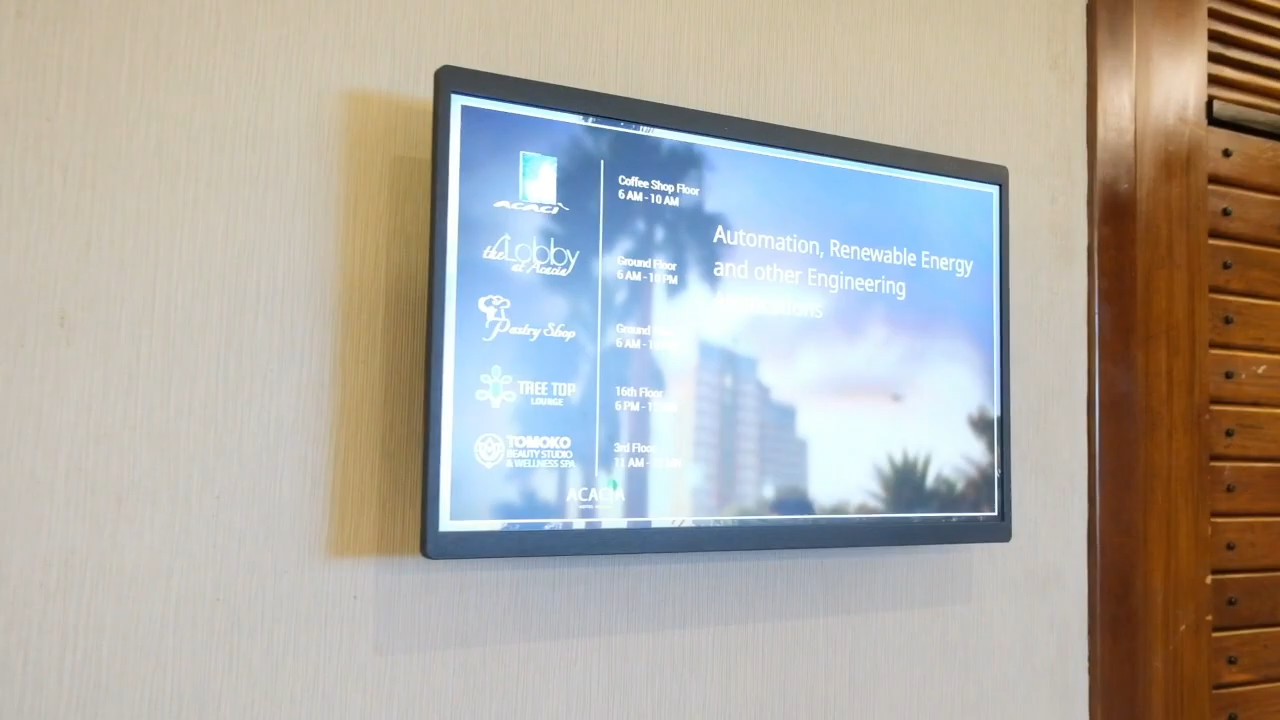 ACACI
Coffee Shop Floor
6 AM - 10 AM
the Lobby
at Acacia
Ground Floor
6 AM - 10 PM
Pastry Shop
Ground
6 AM -
TREE TOP
LOUNGE
16th Floor
6 PM -
TOMOKO
BEAUTY STUDIO
& WELLNESS SPA
3rd Floor
11 AM -
ACACIA
Automation, Renewable Energy
and other Engineering